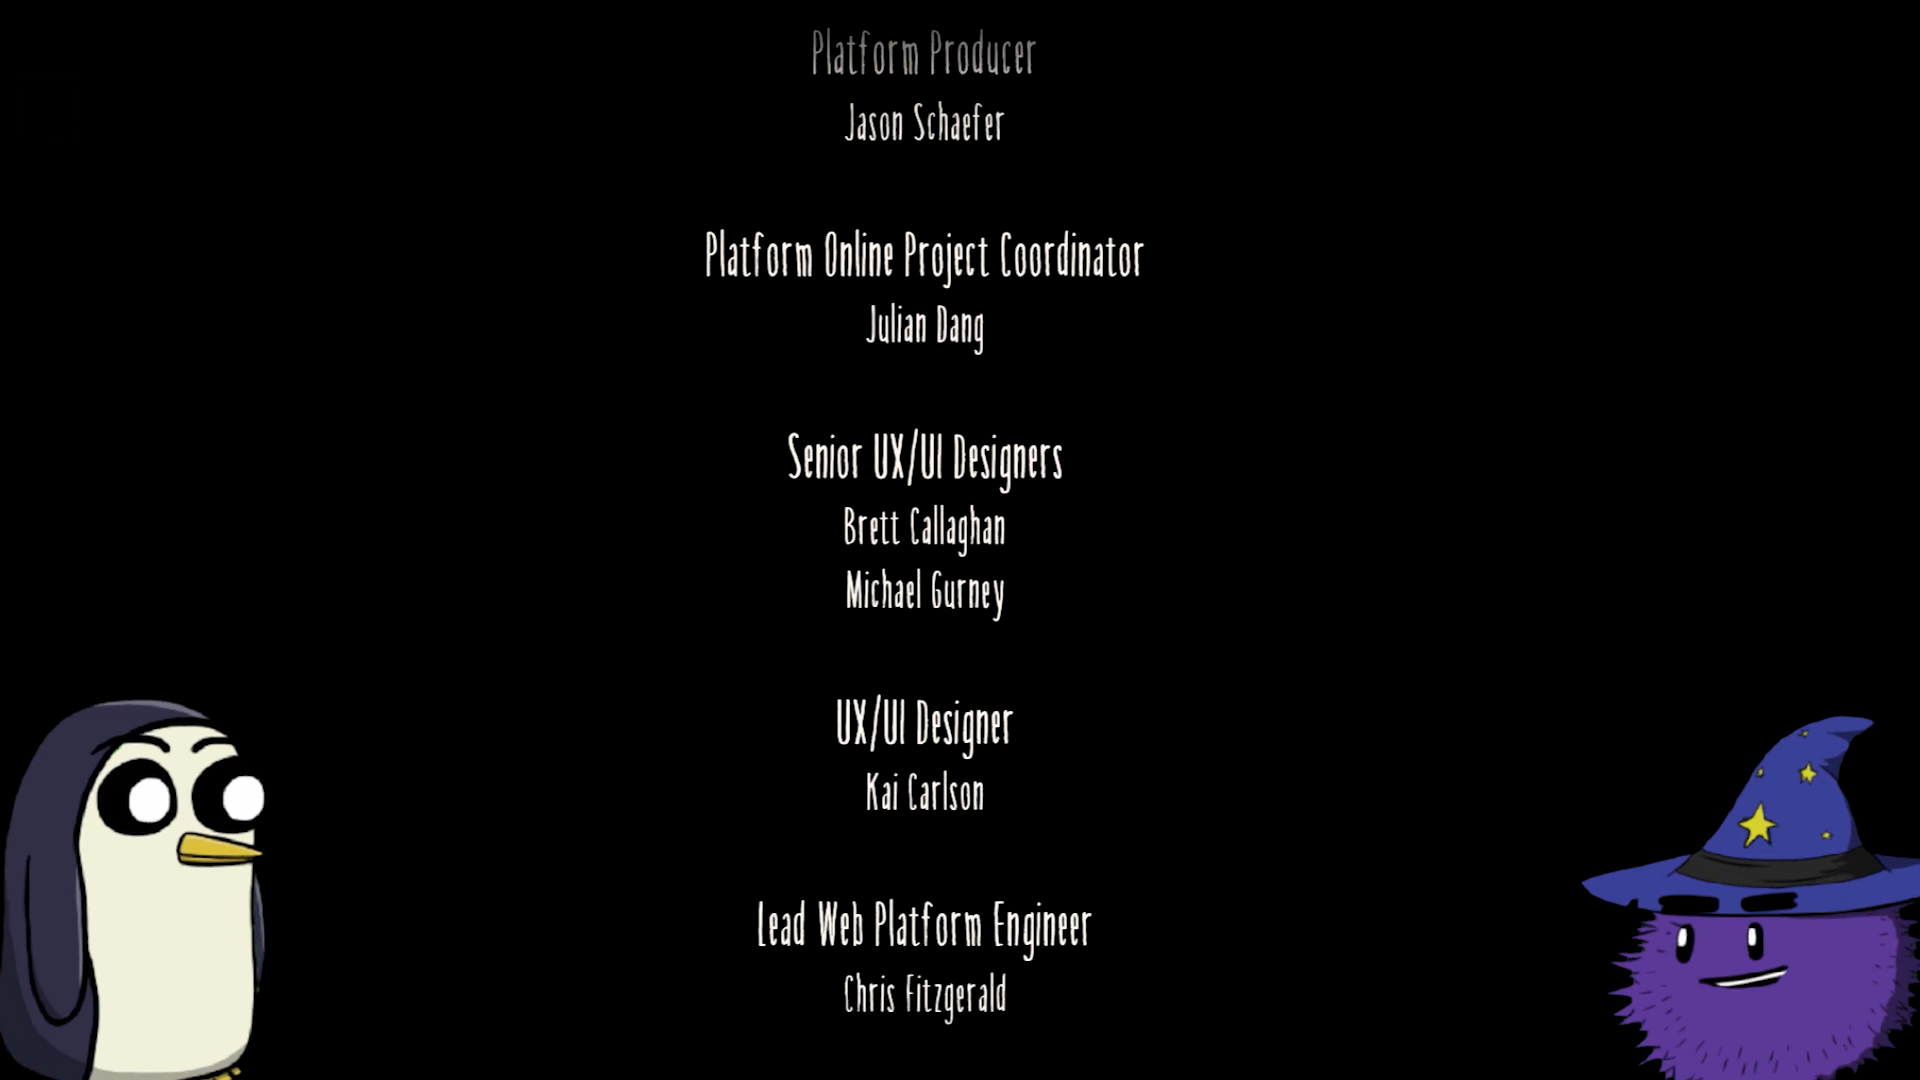 Platform Producer
Jason Schaefer
Platform Online Project Coordinator
Julian Dang
Senior UX/UI Designers
Brett Callaghan
Michael Gurney
UX/UI Designer
Kai Carlson
Lead Web Platform Engineer
Chris Fitzgerald